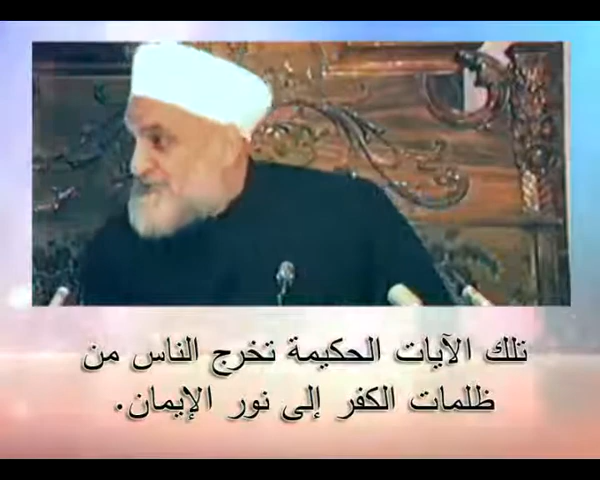 تلك الآيات الحكيمة تخرج الناس من
ظلمات الكفر إلى نور الإيمان.